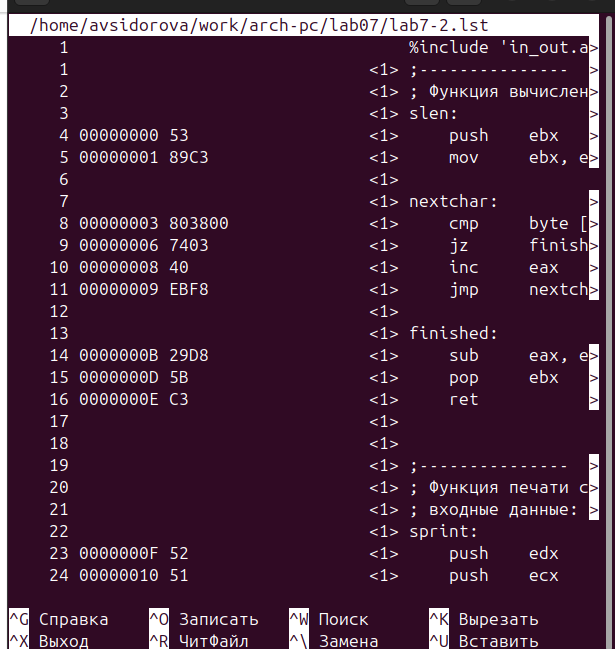 /home/avsidorova/work/arch-pc/lab07/lab7-2.lst
1 %include 'in_out.a>
1 <1> ;--------------- >
2 <1> ; Функция вычислен>
3 <1> slen: >
4 00000000 53 <1> push ebx >
5 00000001 89C3 <1> mov ebx, e>
6 <1>
7 <1> nextchar: >
8 00000003 803800 <1> cmp byte [>
9 00000006 7403 <1> jz finish>
10 00000008 40 <1> inc eax >
11 00000009 EBF8 <1> jmp nextch>
12 <1>
13 <1> finished: >
14 0000000B 29D8 <1> sub eax, e>
15 0000000D 5B <1> pop ebx >
16 0000000E C3 <1> ret >
17 <1>
18 <1>
19 <1> ;--------------- >
20 <1> ; Функция печати с>
21 <1> ; входные данные: >
22 <1> sprint: >
23 0000000F 52 <1> push edx >
24 00000010 51 <1> push ecx >
^G Справка ^O Записать ^W Поиск ^K Вырезать
^X Выход ^R ЧитФайл ^\ Замена ^U Вставить